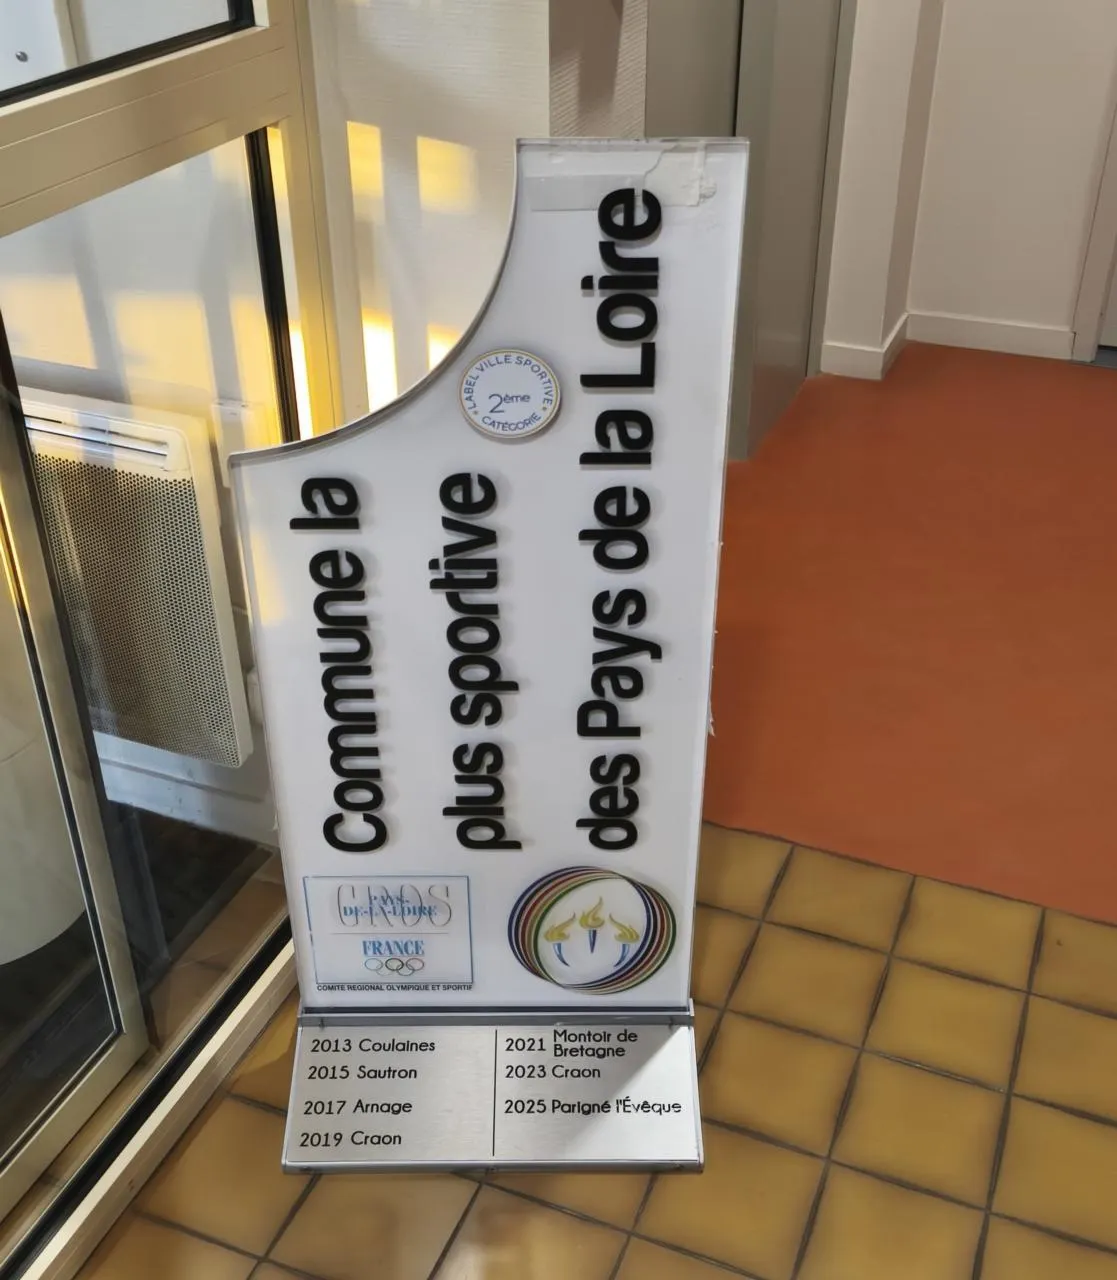 Commune la
plus sportive
des Pays de la Loire
LABEL VILLE SPORTIVE
2ème
CATÉGORIE
CROS
PAYS-
DE-LA-LOIRE
FRANCE
COMITE REGIONAL OLYMPIQUE ET SPORTIF
2013 Coulaines
2015 Sautron
2017 Arnage
2019 Craon
2021 Montoir de
Bretagne
2023 Craon
2025 Parigné l'Évêque